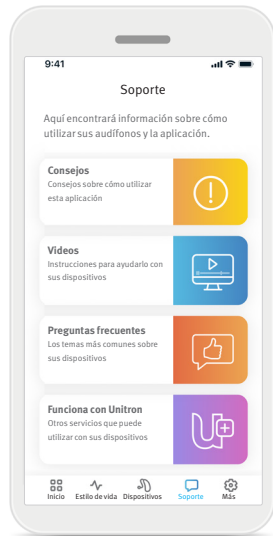 9:41
Soporte
Aquí encontrará información sobre cómo
utilizar sus audífonos y la aplicación.
Consejos
Consejos sobre cómo utilizar
esta aplicación
Videos
Instrucciones para ayudarlo con
sus dispositivos
Preguntas frecuentes
Los temas más comunes sobre
sus dispositivos
Funciona con Unitron
Otros servicios que puede
utilizar con sus dispositivos
Inicio Estilo de vida Dispositivos Soporte Más